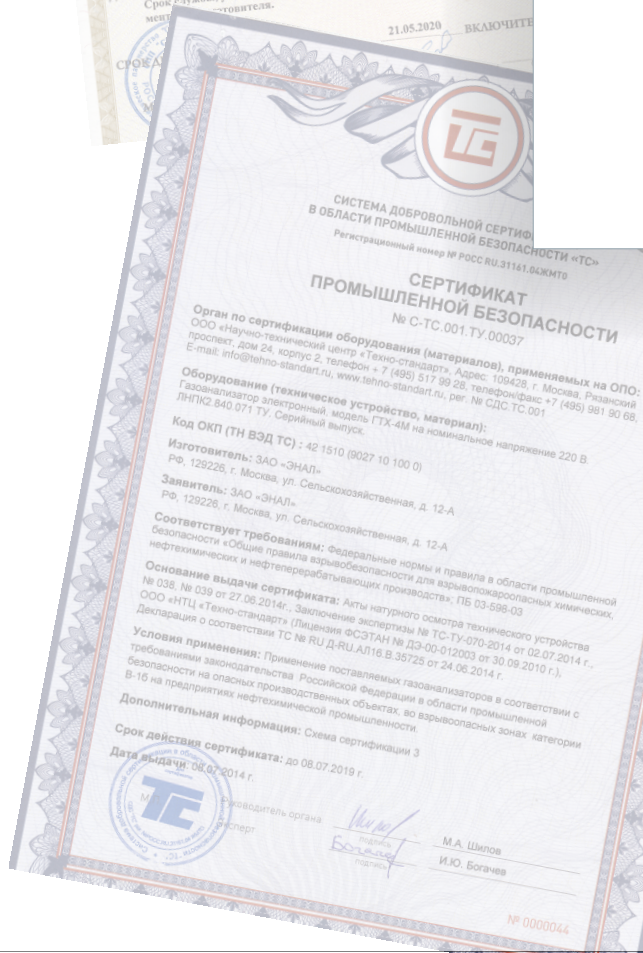 Срок службы
изготовителя.
21.05.2020 ВКЛЮЧИТЕ
СРОК Д
ТС
СИСТЕМА ДОБРОВОЛЬНОЙ СЕРТИФ
В ОБЛАСТИ ПРОМЫШЛЕННОЙ БЕЗОПАСНОСТИ «ТС»
Регистрационный номер № РОСС RU.31161.04ЖМТ0
СЕРТИФИКАТ
ПРОМЫШЛЕННОЙ БЕЗОПАСНОСТИ
№ С-ТС.001.ТУ.00037
Орган по сертификации оборудования (материалов), применяемых на ОПО:
ООО «Научно-технический центр «Техно-стандарт», Адрес: 109428, г. Москва, Рязанский
проспект, дом 24, корпус 2, телефон + 7 (495) 517 99 28, телефон/факс +7 (495) 981 90 68,
E-mail: info@tehno-standart.ru, www.tehno-standart.ru, рег. № СДС ТС.001
Оборудование (техническое устройство, материал):
Газоанализатор электронный, модель ГТХ-4М на номинальное напряжение 220 В.
ЛНПК2.840.071 ТУ. Серийный выпуск.
Код ОКП (ТН ВЭД ТС) : 42 1510 (9027 10 100 0)
Изготовитель: ЗАО «ЭНАЛ»
РФ, 129226, г. Москва, ул. Сельскохозяйственная, д. 12-А
Заявитель: ЗАО «ЭНАЛ»
РФ, 129226, г. Москва, ул. Сельскохозяйственная, д. 12-А
Соответствует требованиям: Федеральные нормы и правила в области промышленной
безопасности «Общие правила взрывобезопасности для взрывопожароопасных химических,
нефтехимических и нефтеперерабатывающих производств»; ПБ 03-598-03
Основание выдачи сертификата: Акты натурного осмотра технического устройства
№ 038, № 039 от 27.06.2014г., Заключение экспертизы № ТС-ТУ-070-2014 от 02.07.2014 г.,
ООО «НТЦ «Техно-стандарт» (Лицензия ФСЭТАН № ДЭ-00-012003 от 30.09.2010 г.),
Декларация о соответствии ТС № RU Д-RU.АЛ16.В.35725 от 24.06.2014 г.
Условия применения: Применение поставляемых газоанализаторов в соответствии с
требованиями законодательства Российской Федерации в области промышленной
безопасности на опасных производственных объектах, во взрывоопасных зонах категории
В-1б на предприятиях нефтехимической промышленности.
Дополнительная информация: Схема сертификации 3
Срок действия сертификата: до 08.07.2019 г.
Дата выдачи: 08.07.2014 г.
Руководитель органа
подпись
М.А. Шилов
Эксперт
подпись
И.Ю. Богачев
ТС
№ 0000044